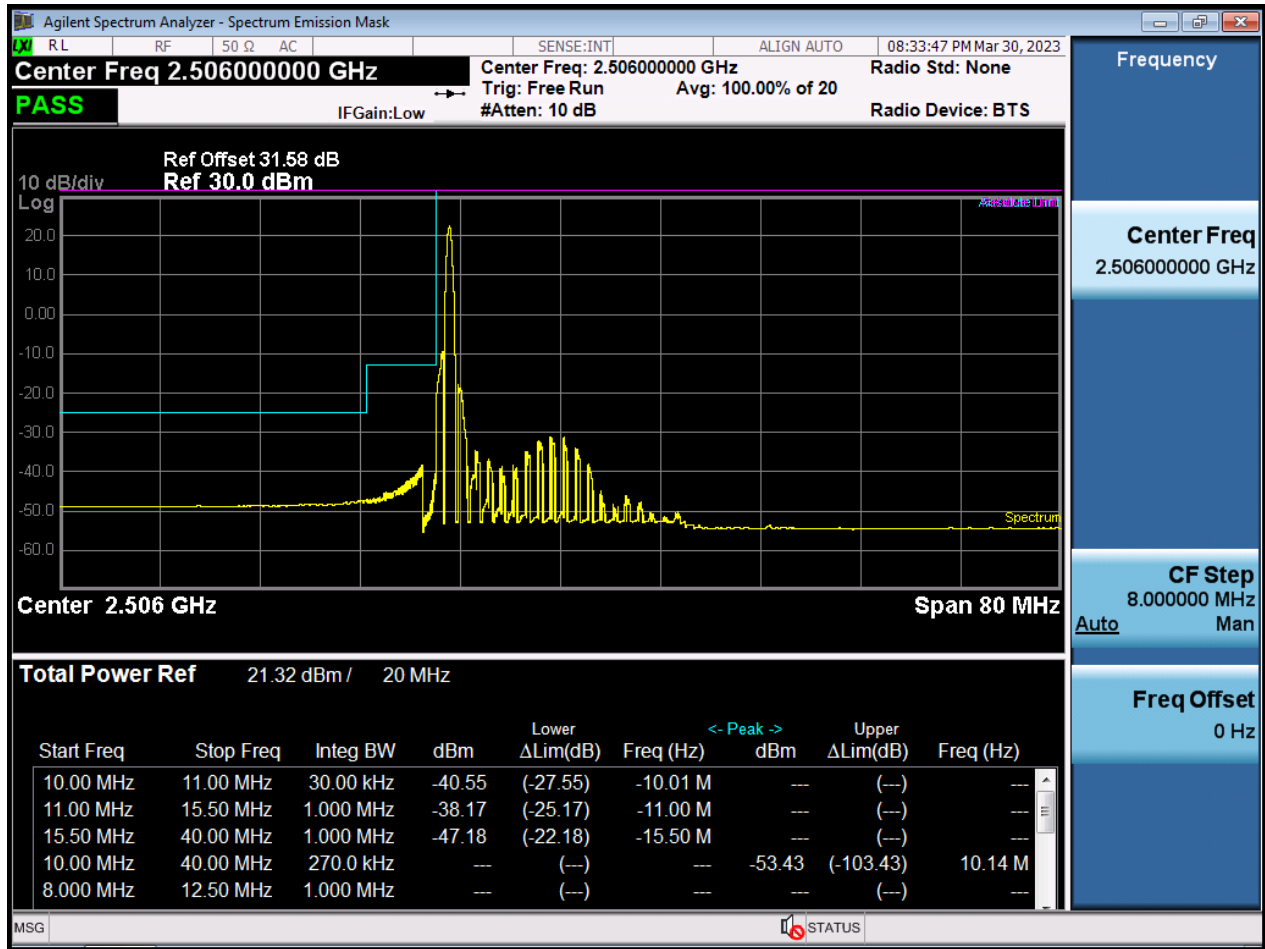 Agilent Spectrum Analyzer - Spectrum Emission Mask
LXI RL RF 50 Ω AC SENSE:INT ALIGN AUTO 08:33:47 PM Mar 30, 2023
Center Freq 2.506000000 GHz
PASS
IFGain:Low
Center Freq: 2.506000000 GHz
Trig: Free Run Avg: 100.00% of 20
#Atten: 10 dB
Radio Std: None
Radio Device: BTS
Ref Offset 31.58 dB
10 dB/div Ref 30.0 dBm
Log
Limit
20.0
10.0
0.00
-10.0
-20.0
-30.0
-40.0
-50.0
Spectrum
-60.0
Center 2.506 GHz Span 80 MHz
Total Power Ref 21.32 dBm / 20 MHz
Lower <- Peak -> Upper
Start Freq Stop Freq Integ BW dBm ΔLim(dB) Freq (Hz) dBm ΔLim(dB) Freq (Hz)
10.00 MHz 11.00 MHz 30.00 kHz -40.55 (-27.55) -10.01 M --- (---) ---
11.00 MHz 15.50 MHz 1.000 MHz -38.17 (-25.17) -11.00 M --- (---) ---
15.50 MHz 40.00 MHz 1.000 MHz -47.18 (-22.18) -15.50 M --- (---) ---
10.00 MHz 40.00 MHz 270.0 kHz --- (---) --- -53.43 (-103.43) 10.14 M
8.000 MHz 12.50 MHz 1.000 MHz --- (---) --- --- (---) ---
MSG STATUS
Frequency
Center Freq
2.506000000 GHz
CF Step
8.000000 MHz
Auto Man
Freq Offset
0 Hz